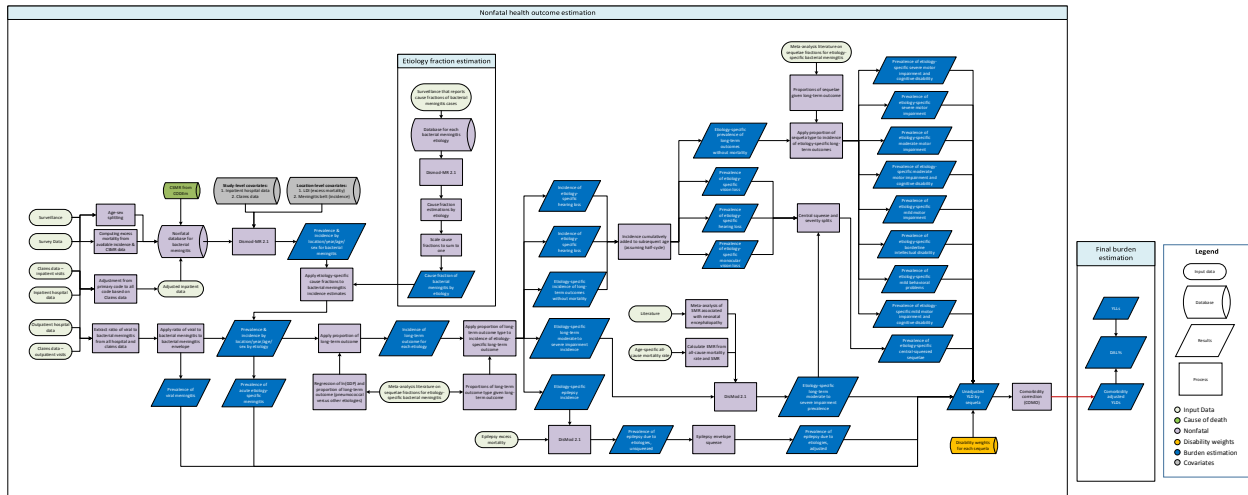 Nonfatal health outcome estimation
Etiology fraction estimation
Surveillance that reports
cause fractions of bacterial
meningitis cases
Database for each
bacterial meningitis
etiology
Dismod-MR 2.1
Cause fraction
estimations by
etiology
Scale cause
fractions to sum to
one
Cause fraction of
bacterial
meningitis by
etiology
CSMR from
CODEm
Study-level covariates:
1. Inpatient hospital data
2. Claims data
Location-level covariates:
1. LDI (excess mortality)
2. Meningitis belt (incidence)
Surveillance
Survey Data
Claims data –
inpatient visits
Inpatient hospital
data
Outpatient hospital
data
Claims data –
outpatient visits
Age-sex
splitting
Computing excess
mortality from
available incidence &
CSMR data
Adjustment from
primary code to all
code based on
Claims data
Nonfatal
database for
bacterial
meningitis
Adjusted inpatient
data
Dismod-MR 2.1
Prevalence &
incidence by
location/year/age/
sex for bacterial
meningitis
Apply etiology-specific
cause fractions to bacterial
meningitis incidence estimates
Extract ratio of viral to
bacterial meningitis
from all hospital and
claims data
Apply ratio of viral to
bacterial meningitis to
bacterial meningitis
envelope
Prevalence &
incidence by
location/year/age/
sex by etiology
Prevalence of
viral meningitis
Prevalence of
acute etiology-
specific meningitis
Apply proportion of
long-term outcome
Regression of ln(GDP) and
proportion of long-term
outcome (pneumococcal
versus other etiologies)
Incidence of
long-term outcome
for each etiology
Meta-analysis literature on
sequelae fractions for etiology-
specific bacterial meningitis
Apply proportion of long
term outcome type to
incidence of etiology
specific long-term
outcome
Proportions of long-term
outcome type given long-term
outcome
Incidence of
etiology-specific
hearing loss
Incidence of
etiology-specific
hearing loss
Etiology-specific
incidence of long
term outcomes
without mortality
Etiology-specific
long-term
moderate to
severe impairment
incidence
Etiology-specific
epilepsy
incidence
Epilepsy excess
mortality
DisMod 2.1
Prevalence of
epilepsy due to
etiologies,
unsqueezed
Epilepsy envelope
squeeze
Prevalence of
epilepsy due to
etiologies,
adjusted
Incidence cumulatively
added to subsequent age
(assuming half-cycle)
Literature
Age-specific all-
cause mortality rate
Meta-analysis of
SMR associated
with neonatal
encephalopathy
Calculate EMR from
all-cause mortality
rate and SMR
DisMod 2.1
Etiology-specific
long-term
moderate to
severe impairment
prevalence
Etiology-specific
prevalence of
long-term
outcomes
without mortality
Prevalence of
etiology-specific
vision loss
Prevalence of
etiology-specific
hearing loss
Prevalence of
etiology-specific
monocular
vision loss
Meta-analysis literature on
sequelae fractions for etiology-
specific bacterial meningitis
Proportions of sequelae
given long-term outcome
Apply proportion of
sequela type to incidence
of etiology-specific long-term
outcomes
Central squeeze and
severity splits
Prevalence of etiology-
specific severe motor
impairment and
cognitive disability
Prevalence of
etiology-specific
severe motor
impairment
Prevalence of
etiology-specific
moderate motor
impairment
Prevalence of etiology-
specific moderate
motor impairment and
cognitive disability
Prevalence of
etiology-specific
mild motor
impairment
Prevalence of
etiology-specific
borderline
intellectual disability
Prevalence of
etiology-specific
mild behavioral
problems
Prevalence of etiology-
specific mild motor
impairment and
cognitive disability
Prevalence of
etiology-specific
central squeezed
sequelae
Unadjusted
YLD by
sequela
Disability weights
for each sequela
Comorbidity
correction
(COMO)
Final burden
estimation
YLLs
DALYs
Comorbidity
adjusted
YLDs
Legend
Input data
Database
Results
Process
Input Data
Cause of death
Nonfatal
Disability weights
Burden estimation
Covariates